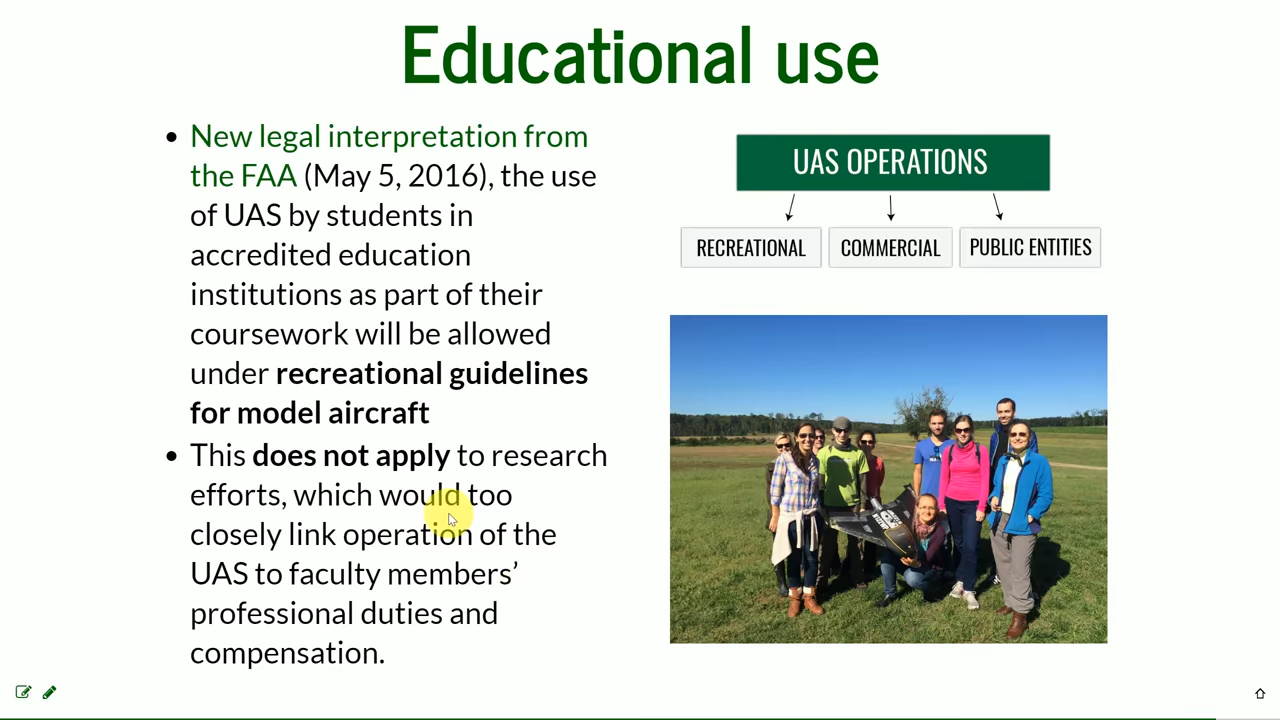 Educational use
New legal interpretation from
the FAA (May 5, 2016), the use
of UAS by students in
accredited education
institutions as part of their
coursework will be allowed
under recreational guidelines
for model aircraft
This does not apply to research
efforts, which would too
closely link operation of the
UAS to faculty members’
professional duties and
compensation.
UAS OPERATIONS
RECREATIONAL
COMMERCIAL
PUBLIC ENTITIES